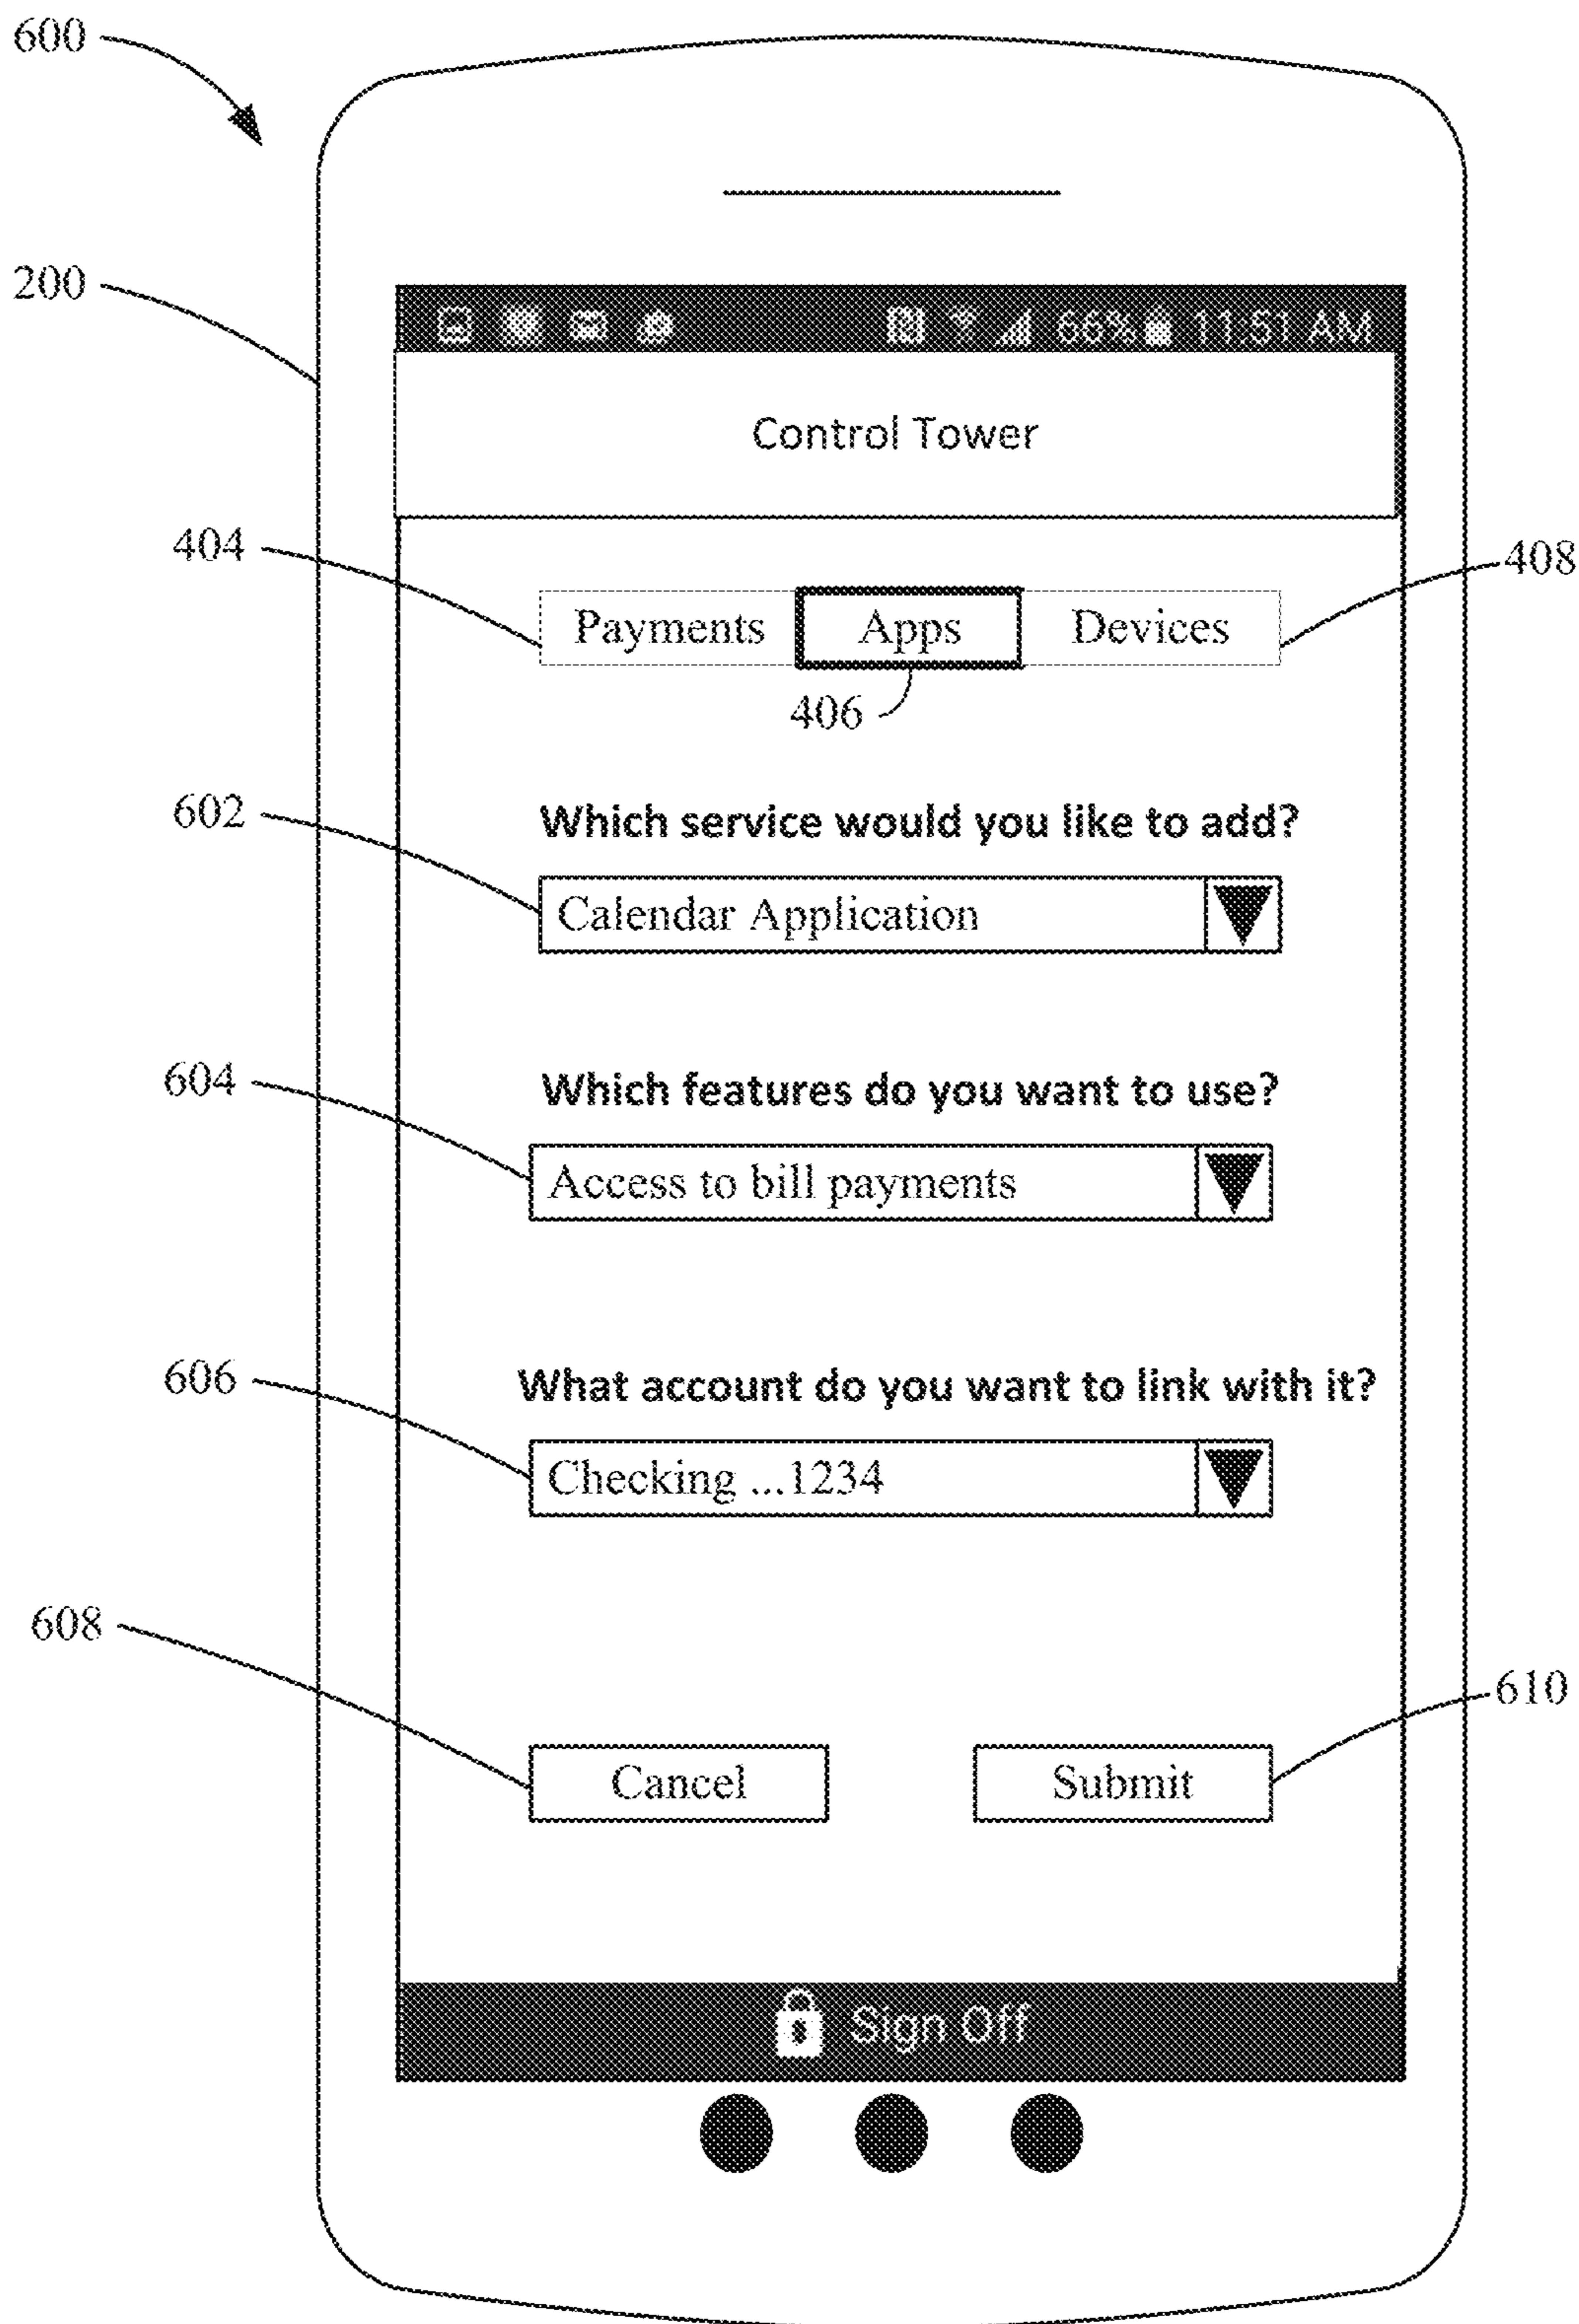 600
200
66% 11:51 AM
Control Tower
404
408
Payments Apps Devices
406
602
Which service would you like to add?
Calendar Application
604
Which features do you want to use?
Access to bill payments
606
What account do you want to link with it?
Checking ...1234
608
610
Cancel Submit
Sign Off